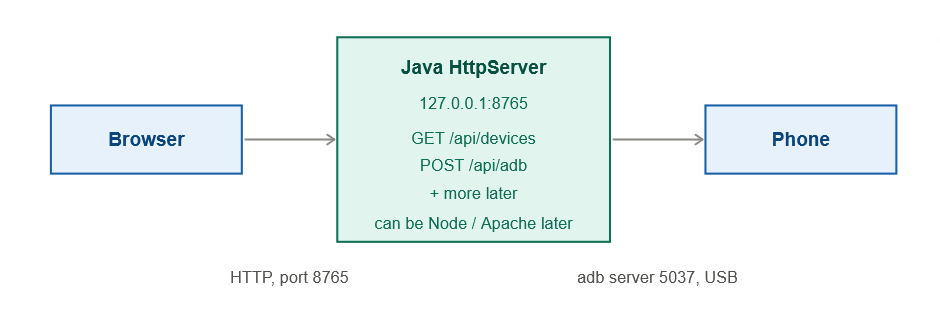 Browser
Java HttpServer
127.0.0.1:8765
GET /api/devices
POST /api/adb
+ more later
can be Node / Apache later
Phone
HTTP, port 8765
adb server 5037, USB